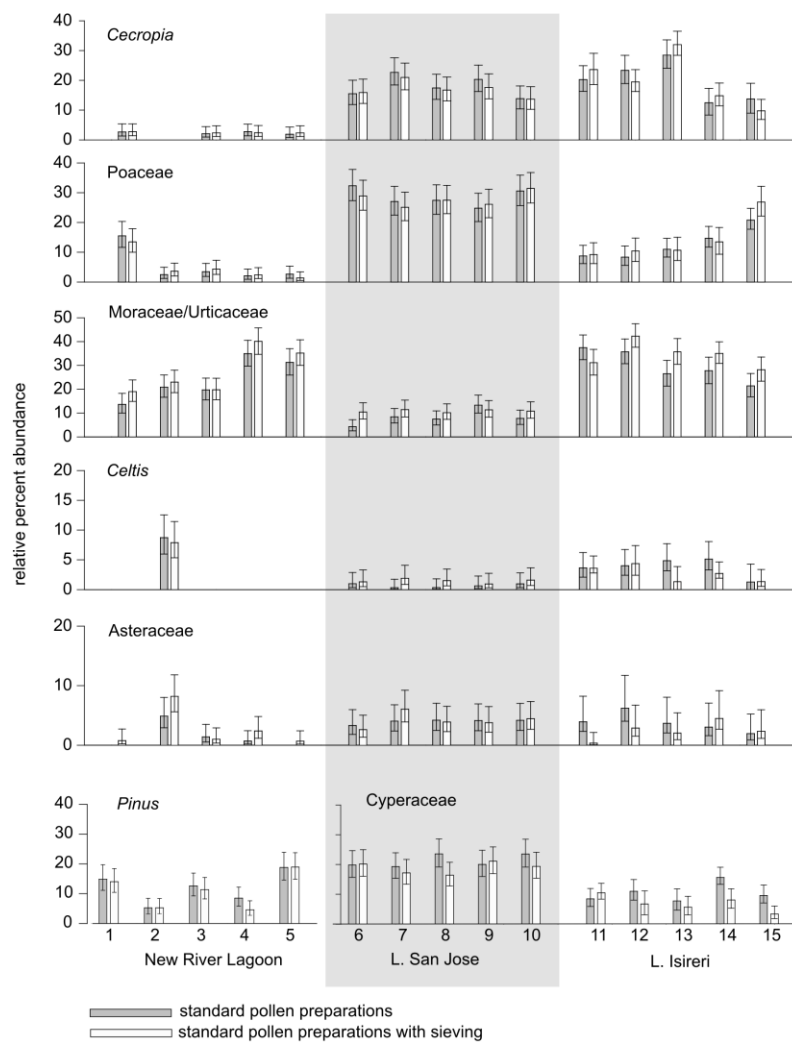 40
30
20
10
0
Cecropia
40
30
20
10
0
Poaceae
50
40
30
20
10
0
Moraceae/Urticaceae
20
15
10
5
0
Celtis
20
10
0
Asteraceae
relative percent abundance
40
30
20
10
0
Pinus
Cyperaceae
1 2 3 4 5 6 7 8 9 10 11 12 13 14 15
New River Lagoon L. San Jose L. Isireri
standard pollen preparations
standard pollen preparations with sieving